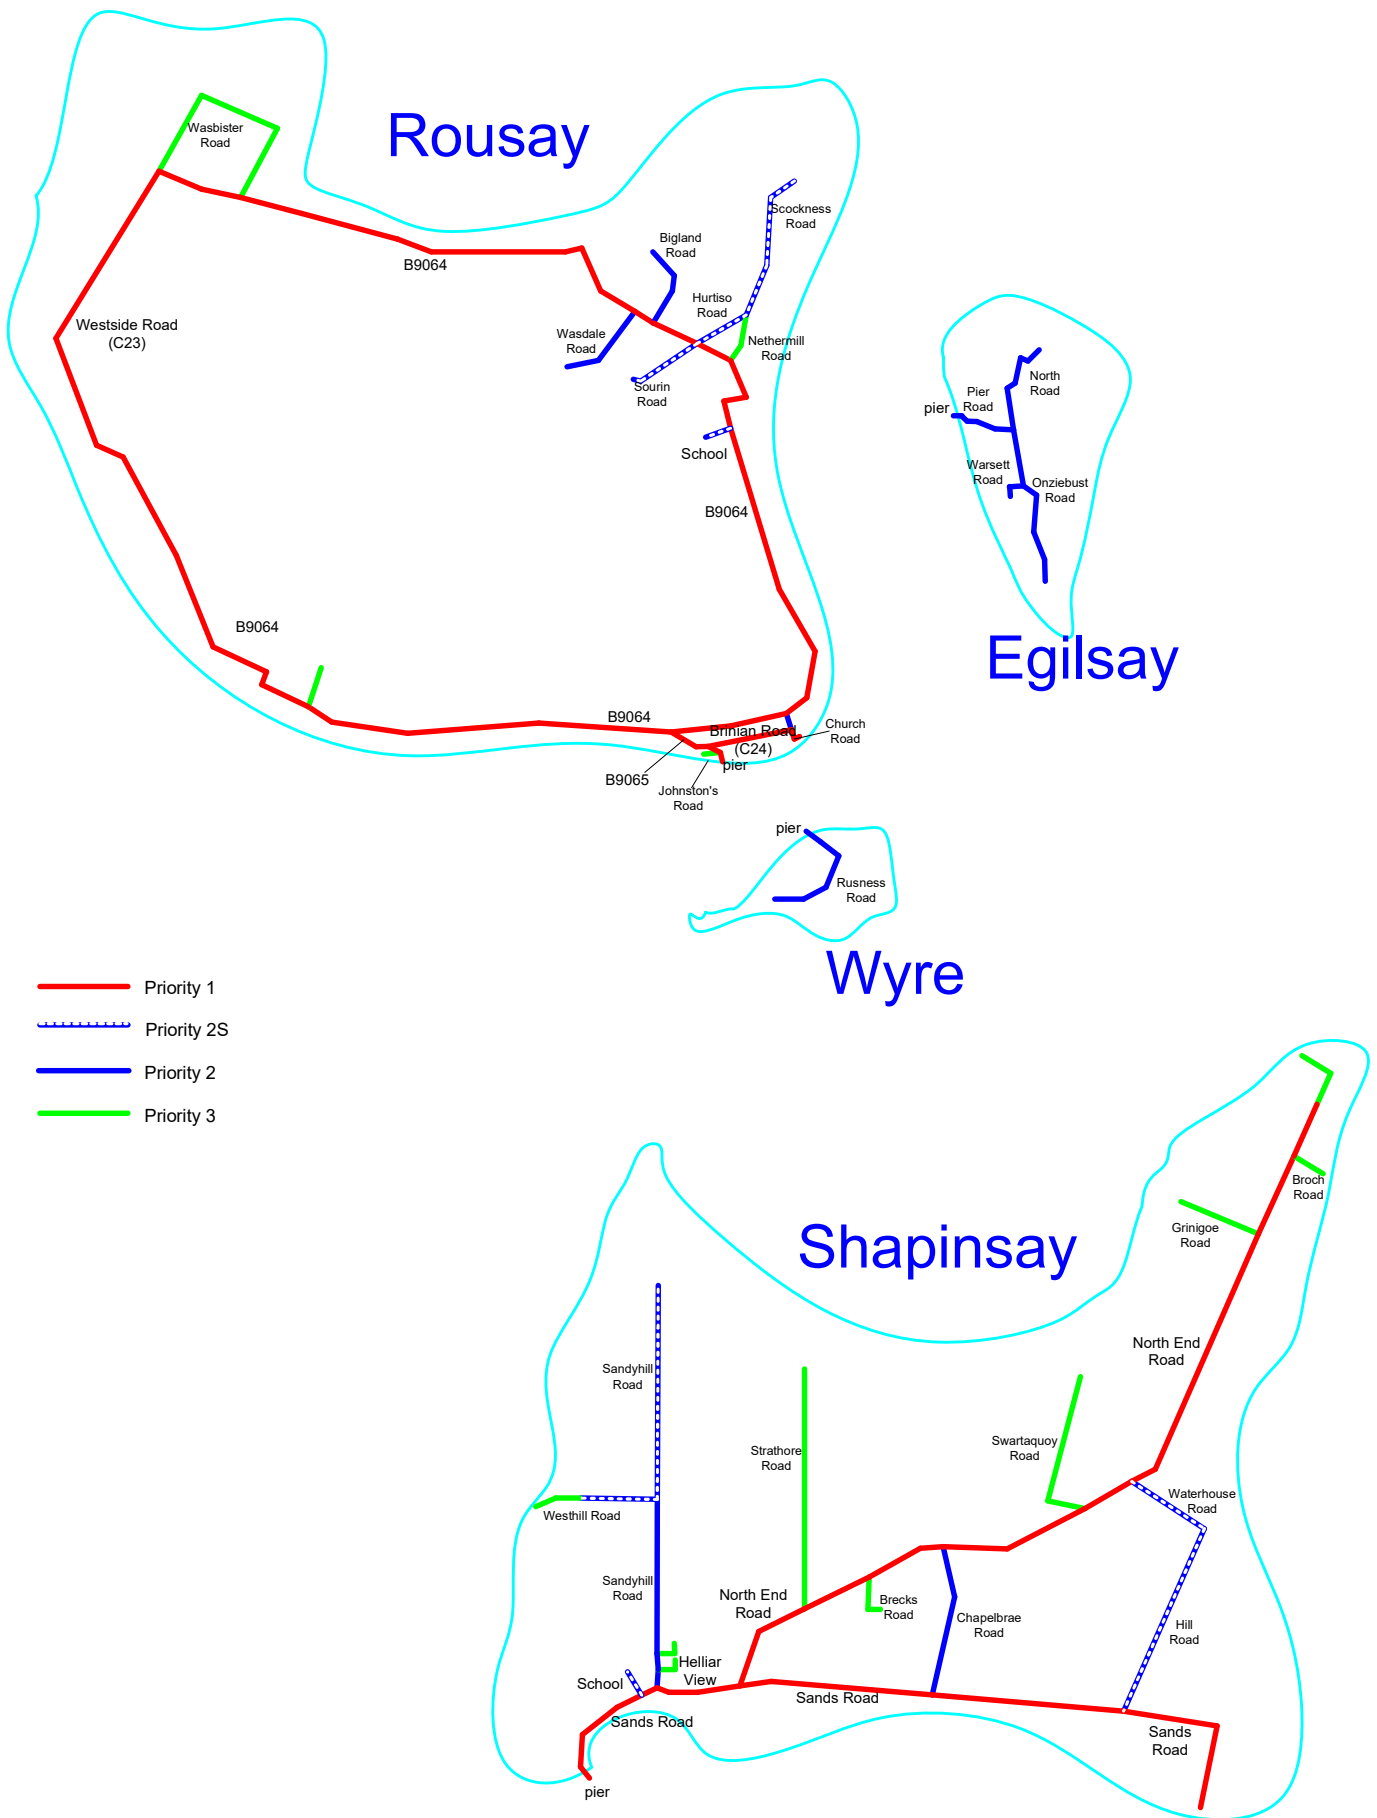 Rousay
Wasbister
Road
Scockness
Road
Bigland
Road
B9064
Hurtiso
Road
Westside Road
(C23)
Wasdale
Road
Nethermill
Road
Sourin
Road
School
B9064
North
Road
Pier
Road
pier
Warsett
Road
Onziebust
Road
Egilsay
B9064
B9064
Brinian Road
(C24)
Church
Road
pier
B9065
Johnston's
Road
pier
Rusness
Road
Wyre
Priority 1
Priority 2S
Priority 2
Priority 3
Shapinsay
Broch
Road
Grinigoe
Road
North End
Road
Sandyhill
Road
Strathore
Road
Swartaquoy
Road
Waterhouse
Road
Westhill Road
Sandyhill
Road
North End
Road
Brecks
Road
Chapelbrae
Road
Hill
Road
Helliar
View
School
Sands Road
Sands Road
Sands
Road
pier